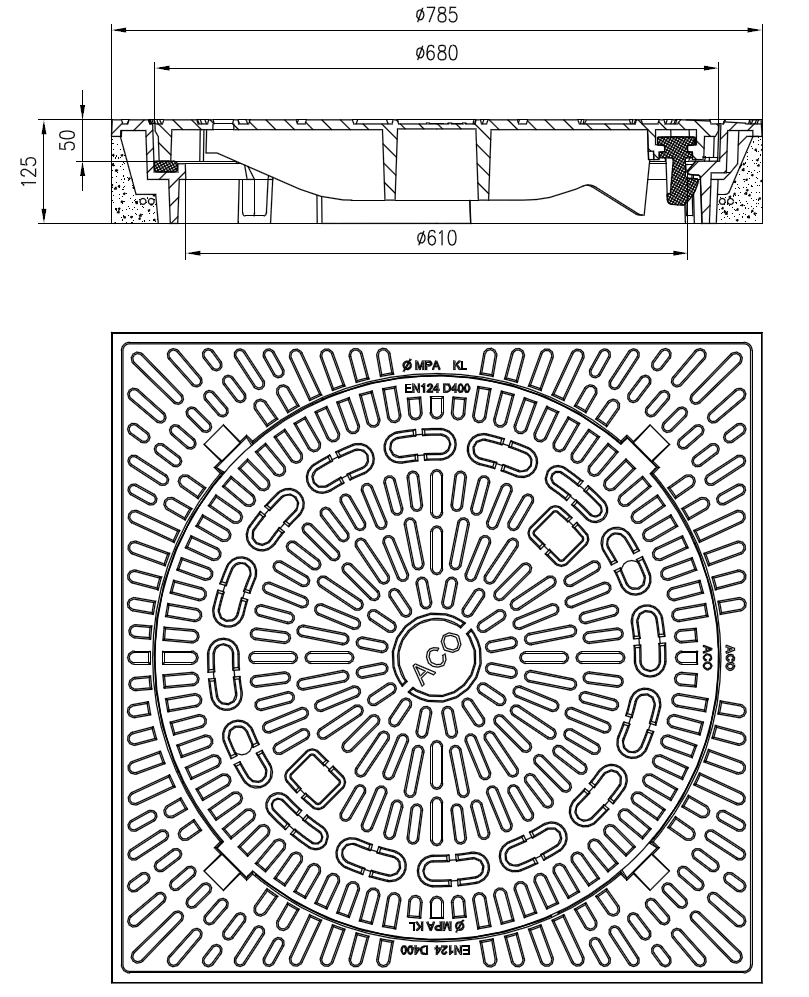 ø785
ø680
50
125
ø610
Ø MPA KL
EN124 D400
ACO
ACO
ACO
Ø MPA KL
EN124 D400